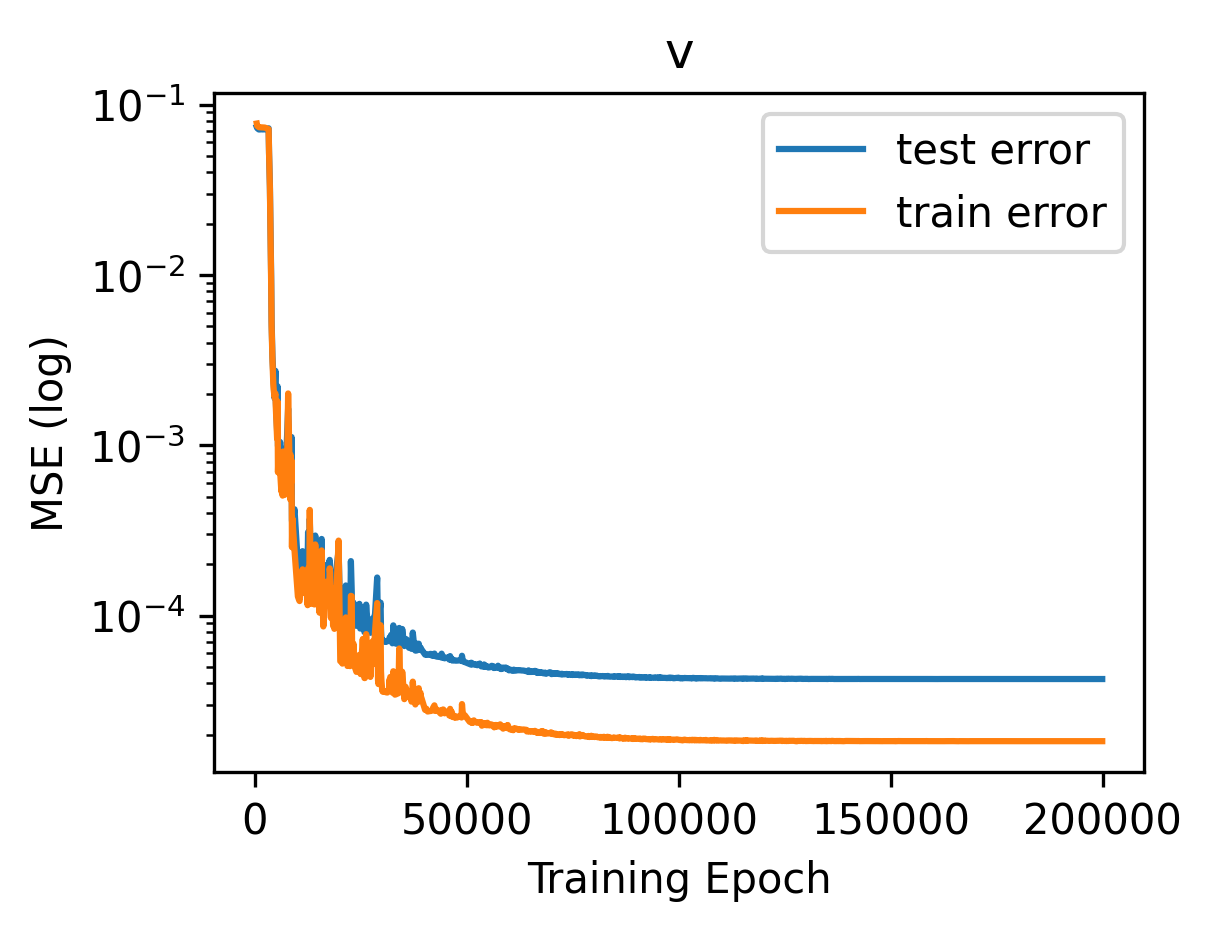 v
10⁻¹
10⁻²
10⁻³
10⁻⁴
MSE (log)
test error
train error
0 50000 100000 150000 200000
Training Epoch